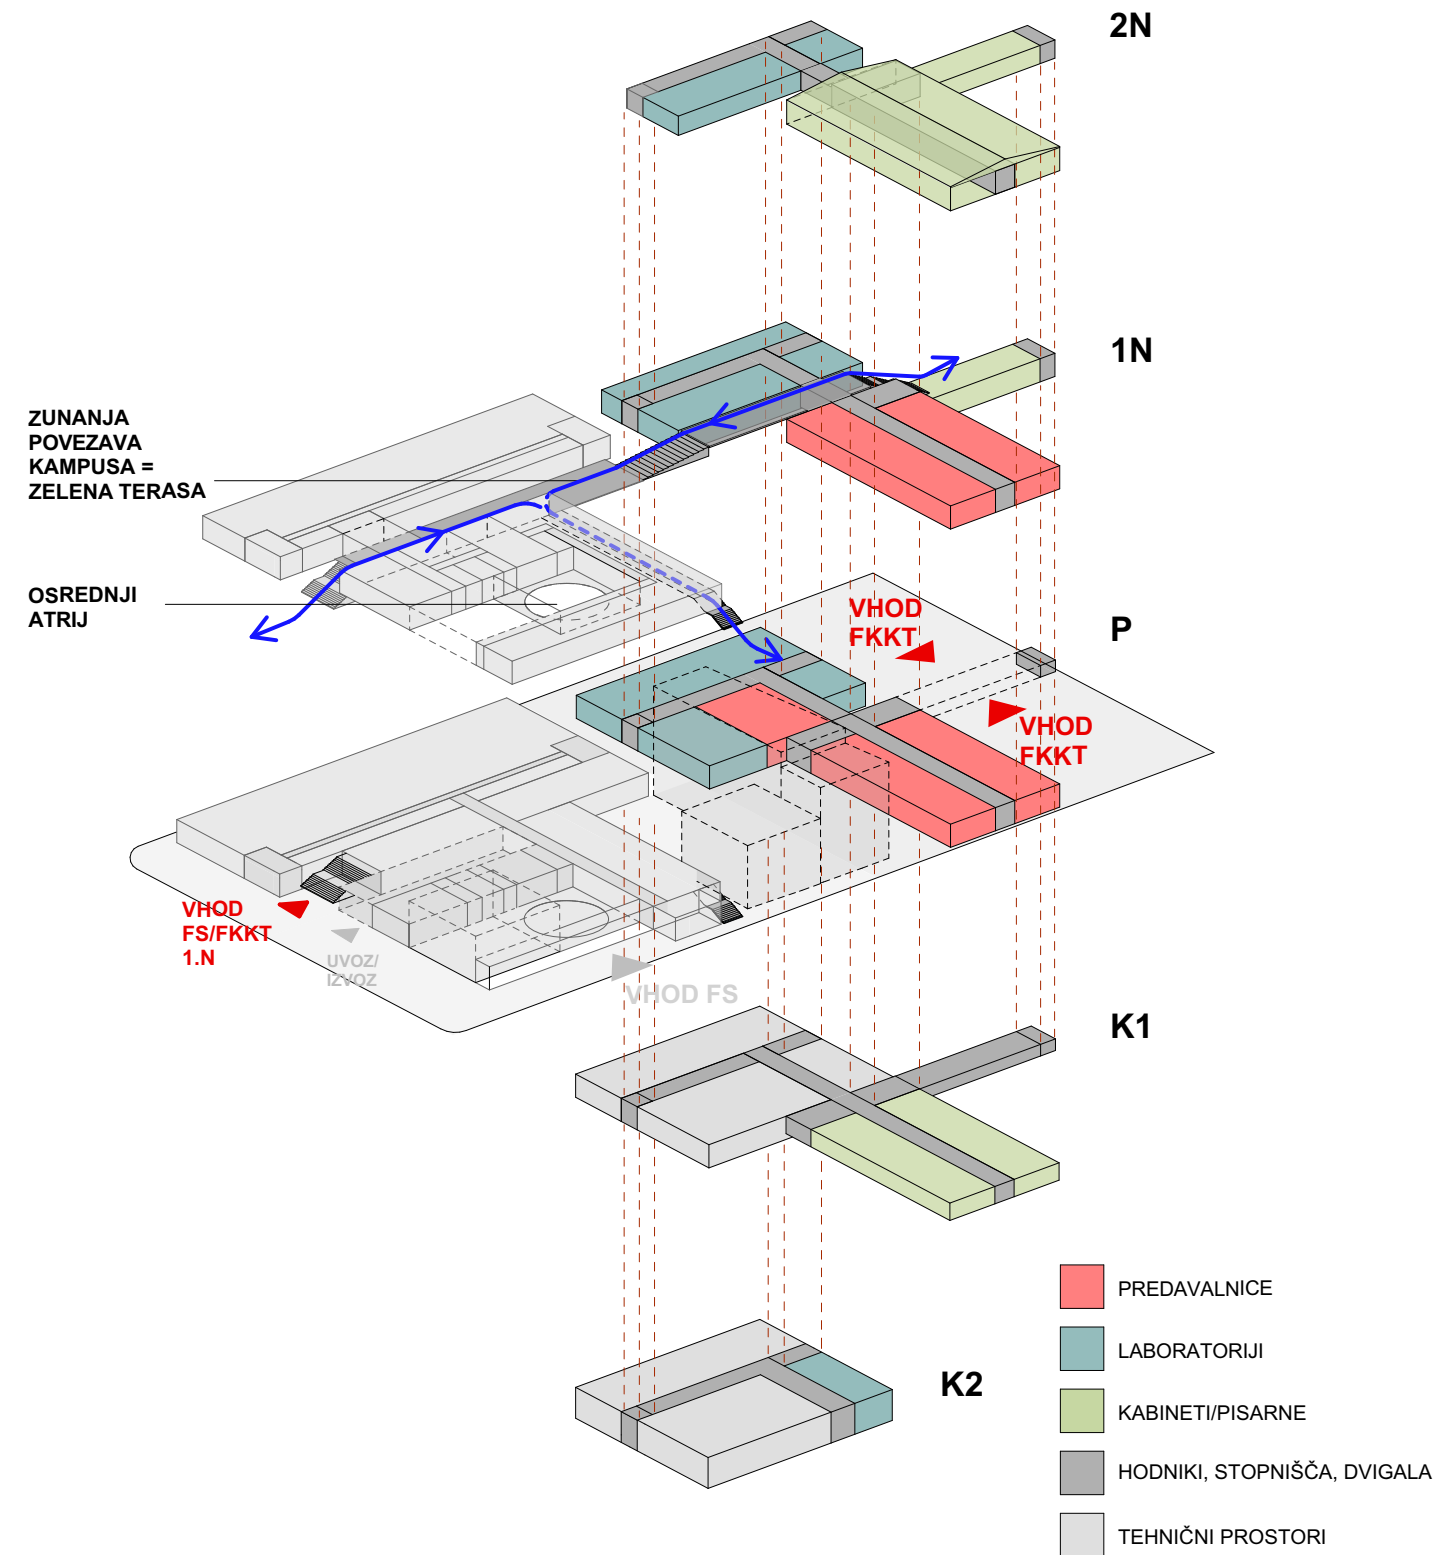 2N
1N
ZUNANJA
POVEZAVA
KAMPUSA =
ZELENA TERASA
OSREDNJI
ATRIJ
VHOD
FKKT
P
VHOD
FKKT
VHOD
FS/FKKT
1.N
UVOZ/
IZVOZ
VHOD FS
K1
K2
PREDAVALNICE
LABORATORIJI
KABINETI/PISARNE
HODNIKI, STOPNIŠČA, DVIGALA
TEHNIČNI PROSTORI